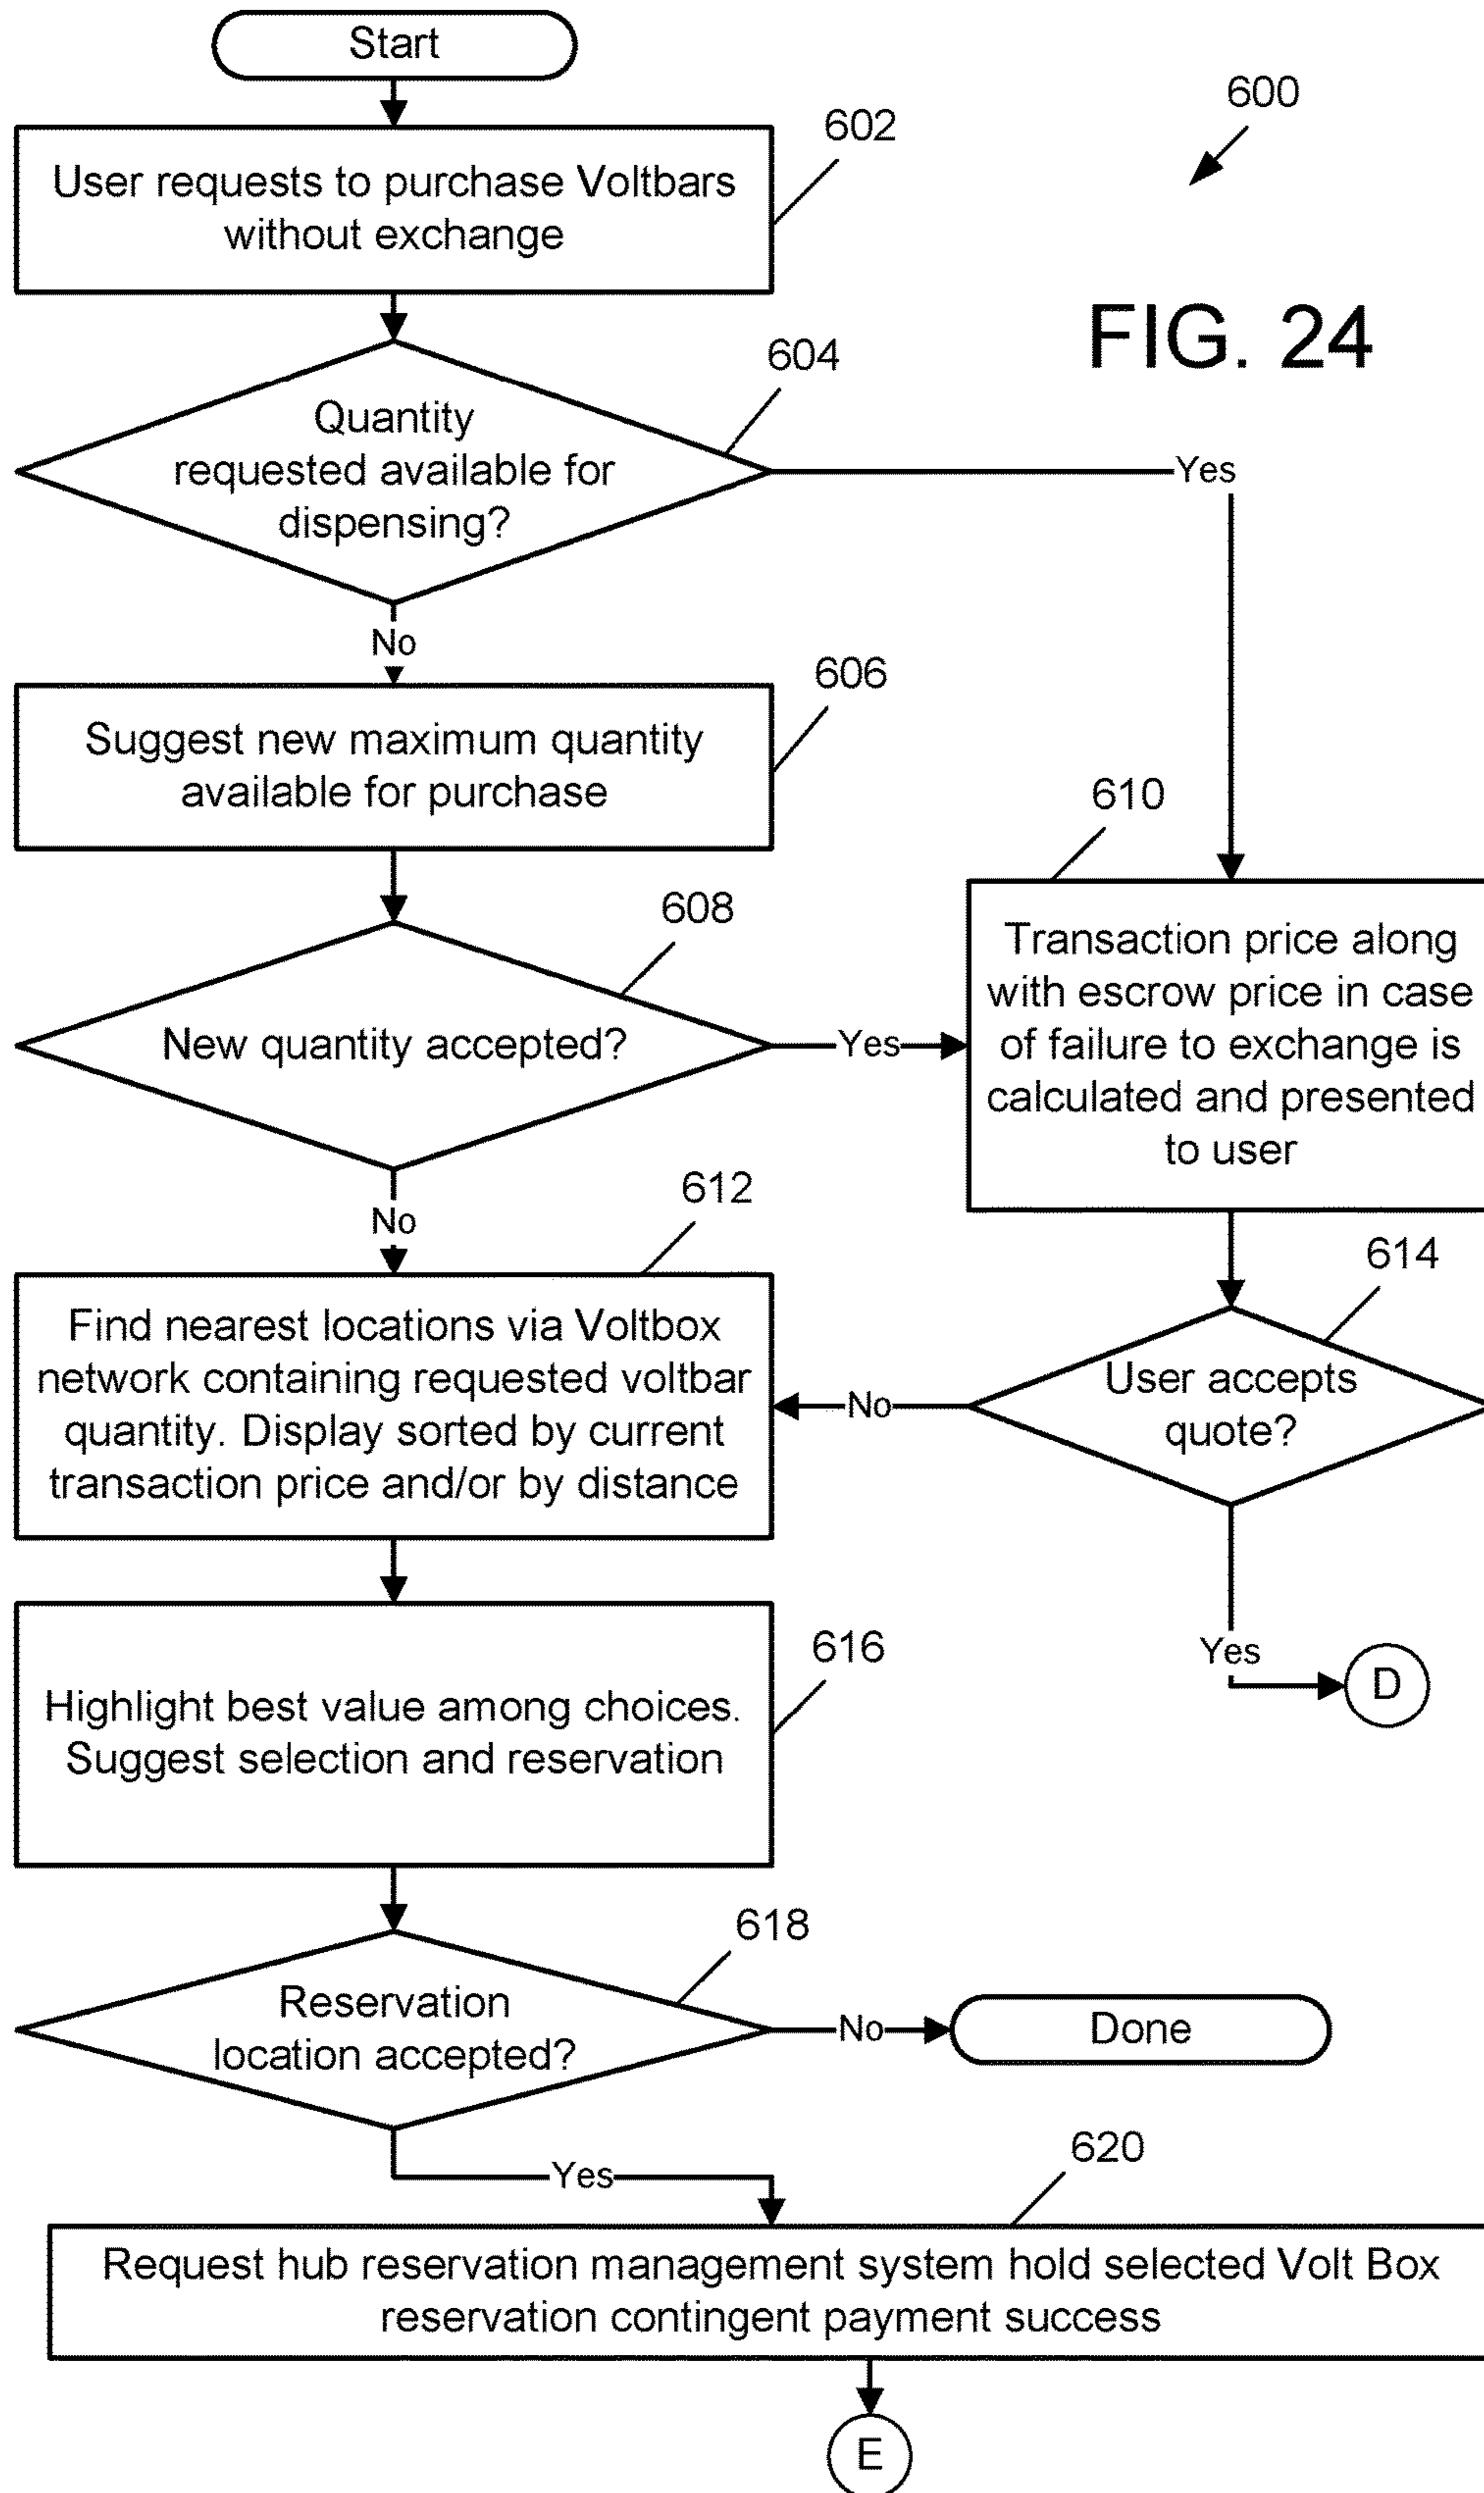 Start
600
602
User requests to purchase Voltbars
without exchange
FIG. 24
604
Quantity
requested available for
dispensing?
Yes
No
606
Suggest new maximum quantity
available for purchase
610
608
New quantity accepted?
Yes
Transaction price along
with escrow price in case
of failure to exchange is
calculated and presented
to user
No
612
614
Find nearest locations via Voltbox
network containing requested voltbar
quantity. Display sorted by current
transaction price and/or by distance
No
User accepts
quote?
Yes
D
616
Highlight best value among choices.
Suggest selection and reservation
618
Reservation
location accepted?
No
Done
Yes
620
Request hub reservation management system hold selected Volt Box
reservation contingent payment success
E